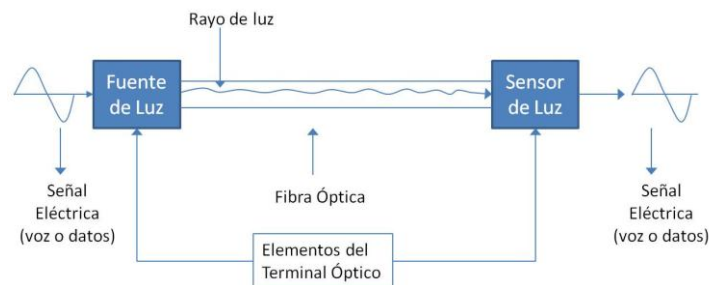 Rayo de luz
Fuente
de Luz
Sensor
de Luz
Señal
Eléctrica
(voz o datos)
Fibra Óptica
Señal
Eléctrica
(voz o datos)
Elementos del
Terminal Óptico